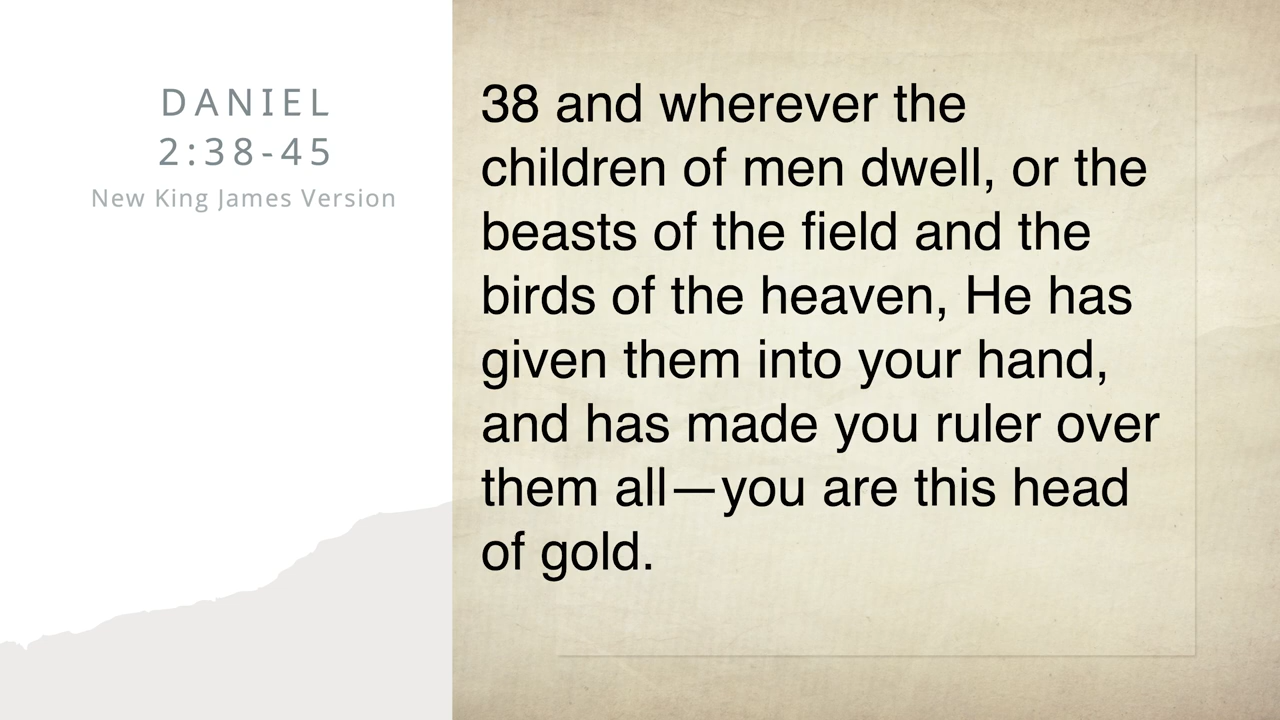 DANIEL
2:38-45
New King James Version
38 and wherever the
children of men dwell, or the
beasts of the field and the
birds of the heaven, He has
given them into your hand,
and has made you ruler over
them all—you are this head
of gold.